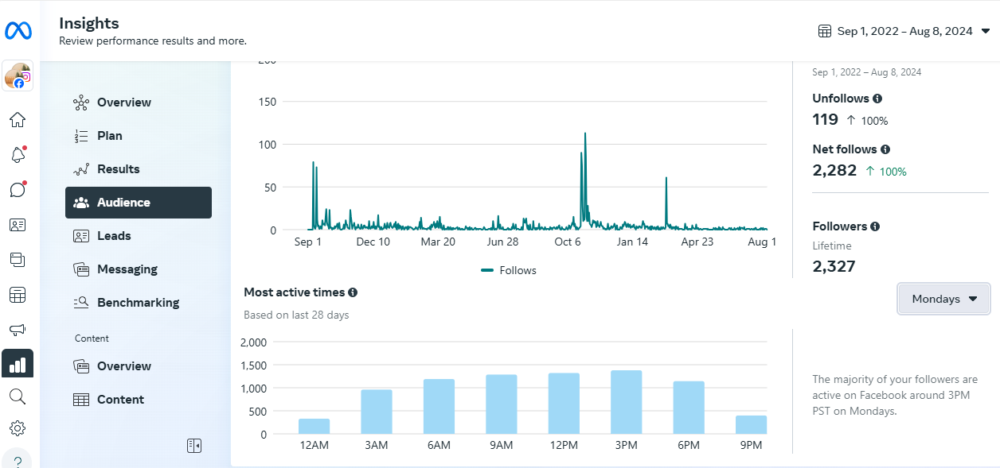 Insights
Review performance results and more.
Sep 1, 2022 – Aug 8, 2024
Overview
Plan
Results
Audience
Leads
Messaging
Benchmarking
Content
Overview
Content
200
150
100
50
0
Sep 1 Dec 10 Mar 20 Jun 28 Oct 6 Jan 14 Apr 23 Aug 1
Follows
Sep 1, 2022 – Aug 8, 2024
Unfollows
119 ↑ 100%
Net follows
2,282 ↑ 100%
Followers
Lifetime
2,327
Most active times
Based on last 28 days
Mondays
2,000
1,500
1,000
500
0
12AM 3AM 6AM 9AM 12PM 3PM 6PM 9PM
The majority of your followers are
active on Facebook around 3PM
PST on Mondays.